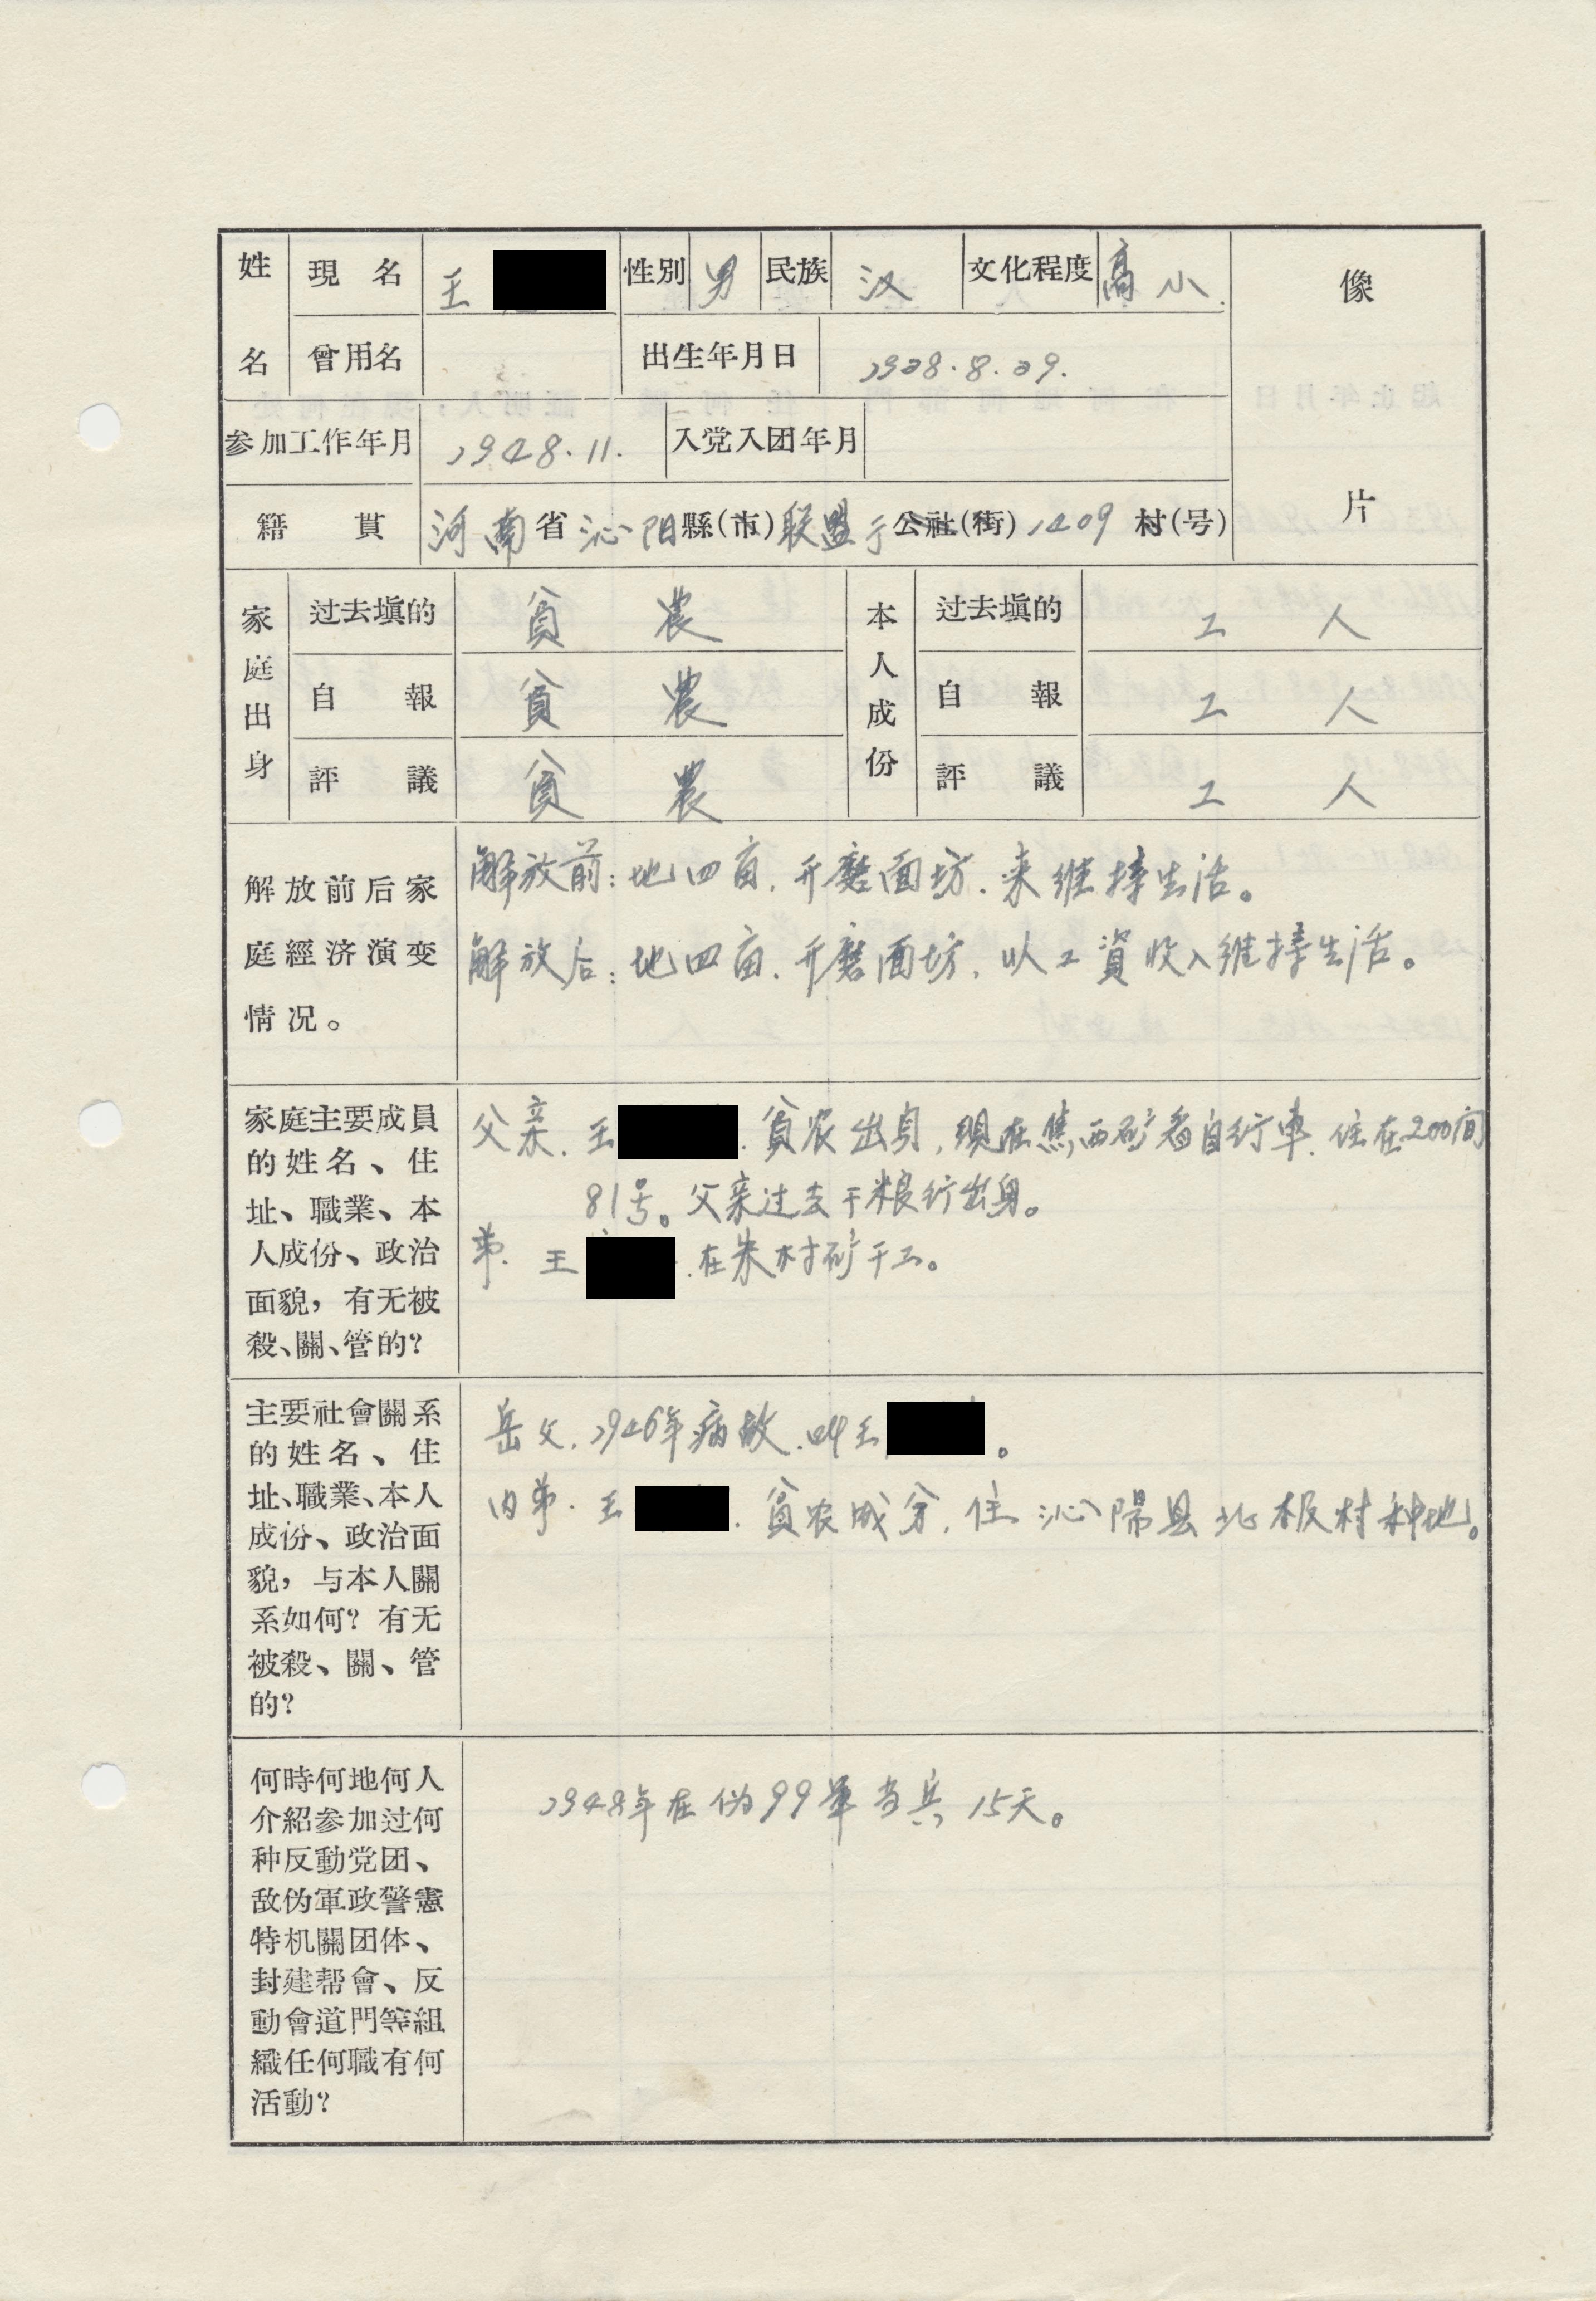 姓名 現名 王 性別 男 民族 汉 文化程度 高小. 像片
曾用名 出生年月日 1928.8.29.
参加工作年月 1948.11. 入党入团年月
籍貫 河南省沁阳縣(市)联盟于公社(街)1209村(号)
家庭出身 过去塡的 貧農 本人成份 过去塡的 工人
自報 貧農 自報 工人
評議 貧農 評議 工人
解放前后家
庭經济演变
情况。
解放前:地四亩.开磨面坊.来维持生活。
解放后:地四亩.开磨面坊.以工資收入维持生活。
家庭主要成員
的姓名、住
址、職業、本
人成份、政治
面貌,有无被
殺、關、管的?
父亲.王 .貧农出身,現在焦西矿看自行車.住在200间
81号。父亲过去干粮行出身。
弟.王 .在朱村矿干工。
主要社會關系
的姓名、住
址、職業、本人
成份、政治面
貌,与本人關
系如何?有无
被殺、關、管
的?
岳父.1946年病故.叫王 。
内弟.王 .貧农成分.住沁陽县北板村种地。
何時何地何人
介紹参加过何
种反動党团、
敌伪軍政警憲
特机關团体、
封建帮會、反
動會道門等組
織任何職有何
活動?
1948年在伪99軍当兵15天。